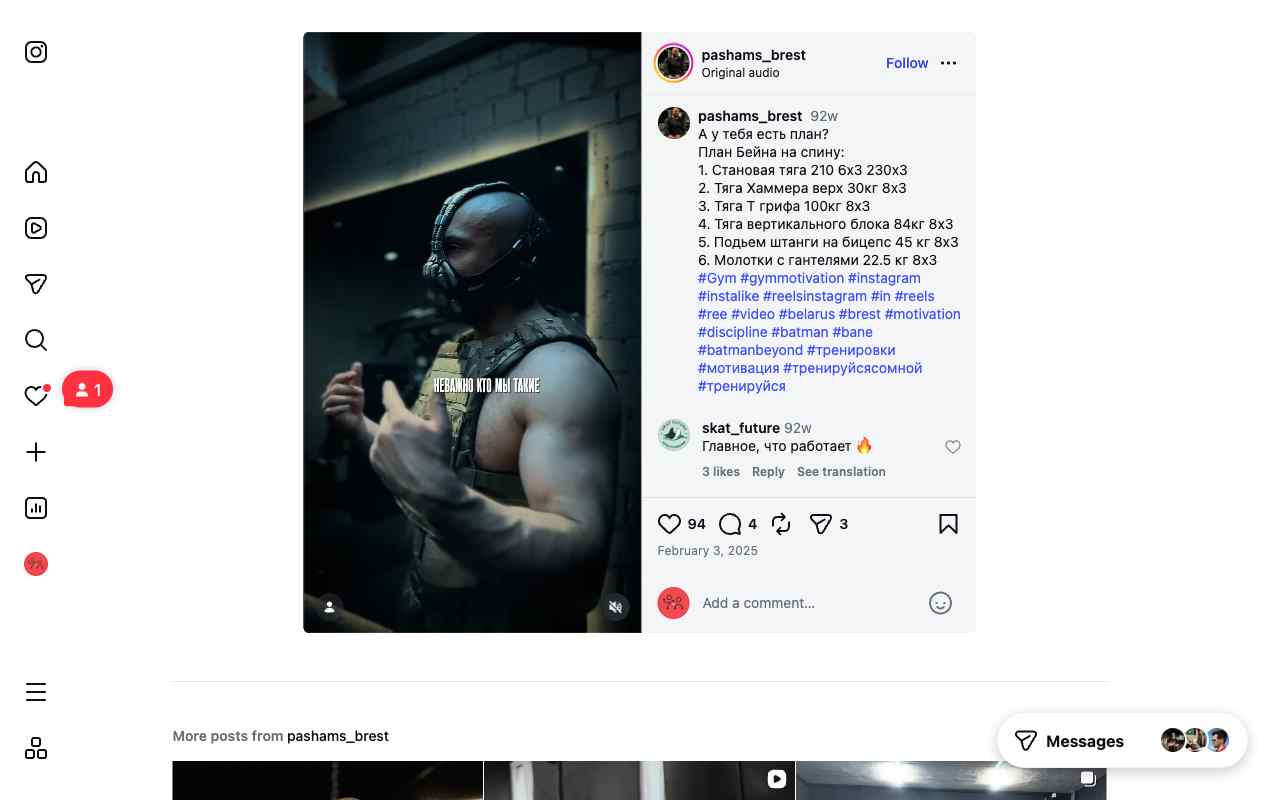 pashams_brest
Original audio
Follow
pashams_brest 92w
А у тебя есть план?
План Бейна на спину:
1. Становая тяга 210 6х3 230х3
2. Тяга Хаммера верх 30кг 8х3
3. Тяга Т грифа 100кг 8х3
4. Тяга вертикального блока 84кг 8х3
5. Подьем штанги на бицепс 45 кг 8х3
6. Молотки с гантелями 22.5 кг 8х3
#Gym #gymmotivation #instagram
#instalike #reelsinstagram #in #reels
#ree #video #belarus #brest #motivation
#discipline #batman #bane
#batmanbeyond #тренировки
#мотивация #тренируйсясомной
#тренируйся
НЕВАЖНО КТО МЫ ТАКИЕ
1
skat_future 92w
Главное, что работает 🔥
3 likes Reply See translation
94 4 3
February 3, 2025
Add a comment...
More posts from pashams_brest
Messages